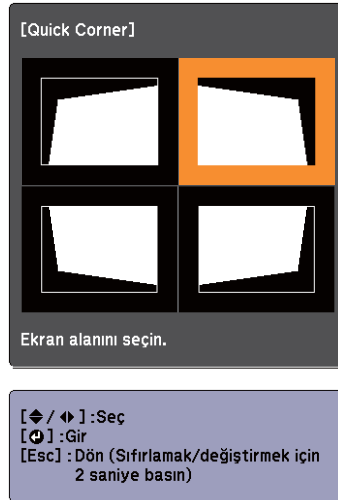 [Quick Corner]
Ekran alanını seçin.
[ / ] :Seç
[ ] :Gir
[Esc] :Dön (Sıfırlamak/değiştirmek için
2 saniye basın)